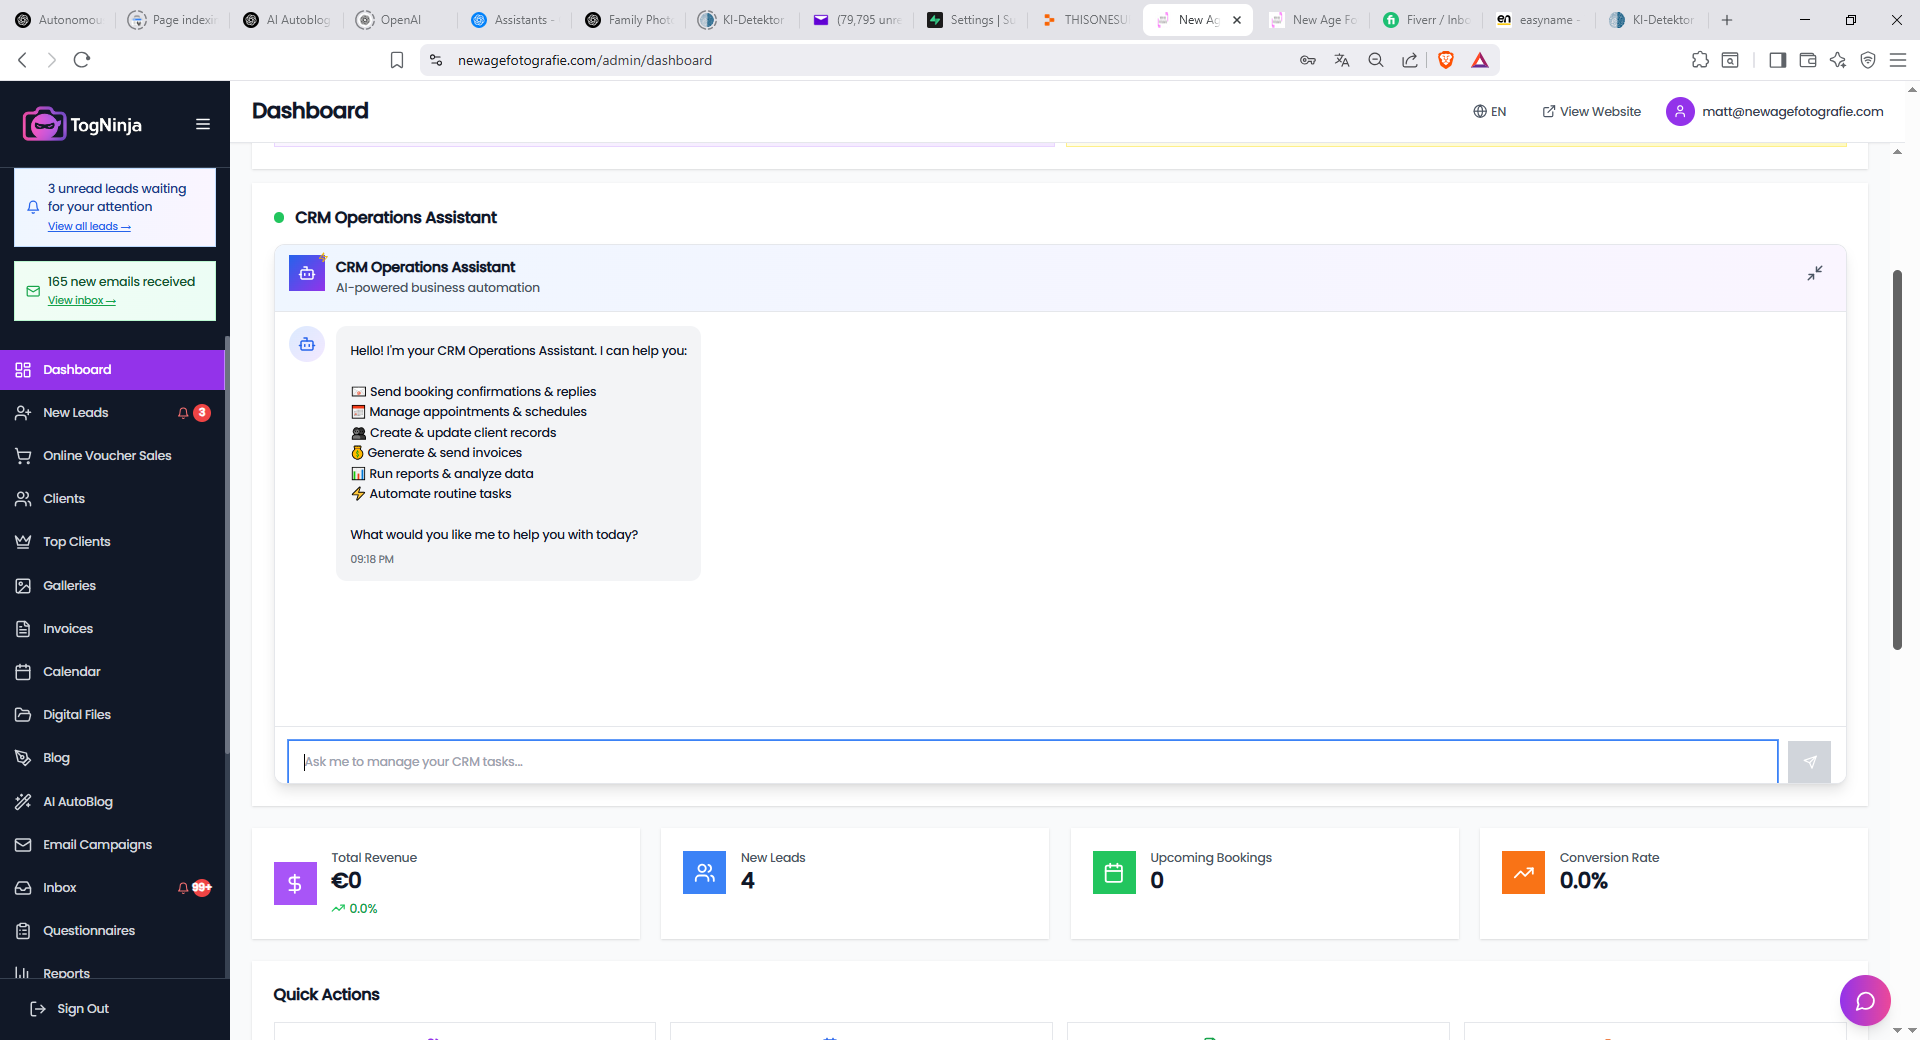 Autonomou
Page indexin
AI Autoblog
OpenAI
Assistants -
Family Photo
KI-Detektor
(79,795 unre
Settings | Su
THISONESU
New Ag
New Age Fo
Fiverr / Inbo
easyname -
KI-Detektor
newagefotografie.com/admin/dashboard
TogNinja
Dashboard
EN
View Website
matt@newagefotografie.com
3 unread leads waiting
for your attention
View all leads →
165 new emails received
View inbox →
Dashboard
New Leads
3
Online Voucher Sales
Clients
Top Clients
Galleries
Invoices
Calendar
Digital Files
Blog
AI AutoBlog
Email Campaigns
Inbox
99+
Questionnaires
Reports
Sign Out
CRM Operations Assistant
CRM Operations Assistant
AI-powered business automation
Hello! I'm your CRM Operations Assistant. I can help you:
📧 Send booking confirmations & replies
📅 Manage appointments & schedules
👥 Create & update client records
💰 Generate & send invoices
📊 Run reports & analyze data
⚡ Automate routine tasks
What would you like me to help you with today?
09:18 PM
Ask me to manage your CRM tasks...
Total Revenue
€0
0.0%
New Leads
4
Upcoming Bookings
0
Conversion Rate
0.0%
Quick Actions